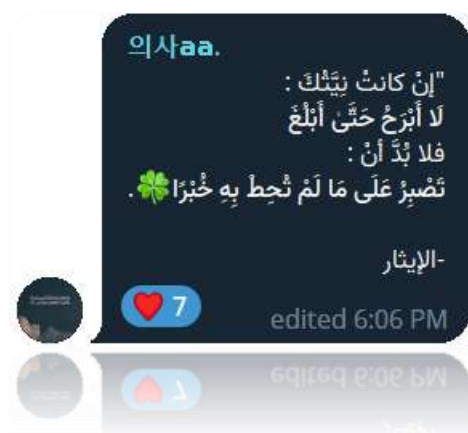 의사aa.
"إنْ كانتْ نِيَّتُكَ :
لَا أَبْرَحُ حَتَّىٰ أَبْلُغَ
فلا بُدَّ أنْ :
تَصْبِرُ عَلَى مَا لَمْ تُحِطْ بِهِ خُبْرًا🍀.
-الإيثار
❤️ 7
edited 6:06 PM